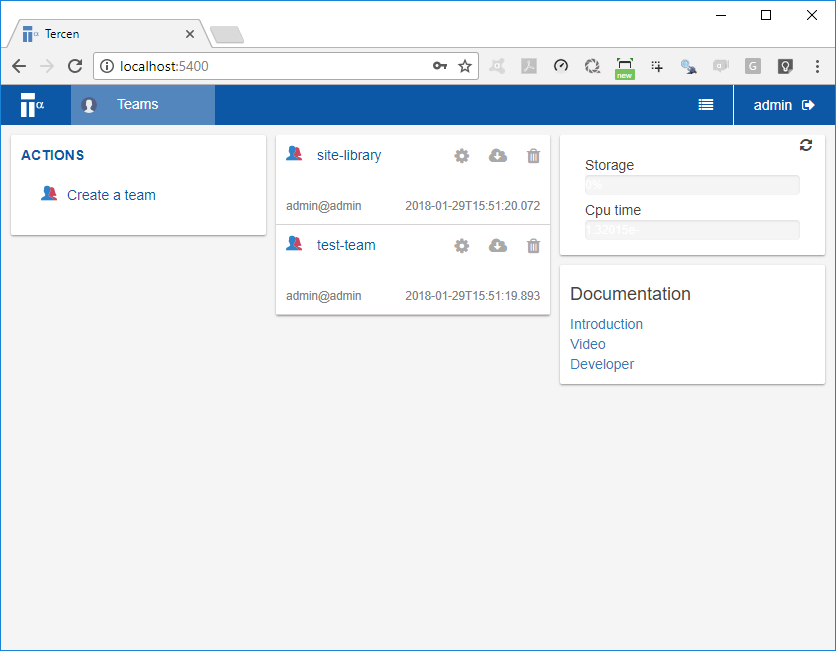 Tercen
localhost:5400
new
G
α
Teams
admin
ACTIONS
Create a team
site-library
admin@admin 2018-01-29T15:51:20.072
test-team
admin@admin 2018-01-29T15:51:19.893
Storage
0%
Cpu time
1.32015e-
Documentation
Introduction
Video
Developer